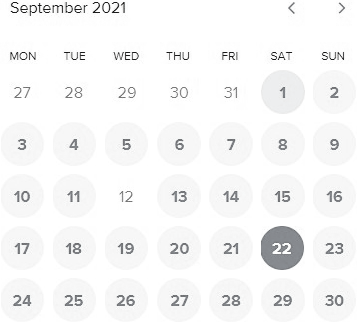 September 2021 < >
MON TUE WED THU FRI SAT SUN
27 28 29 30 31 1 2
3 4 5 6 7 8 9
10 11 12 13 14 15 16
17 18 19 20 21 22 23
24 25 26 27 28 29 30